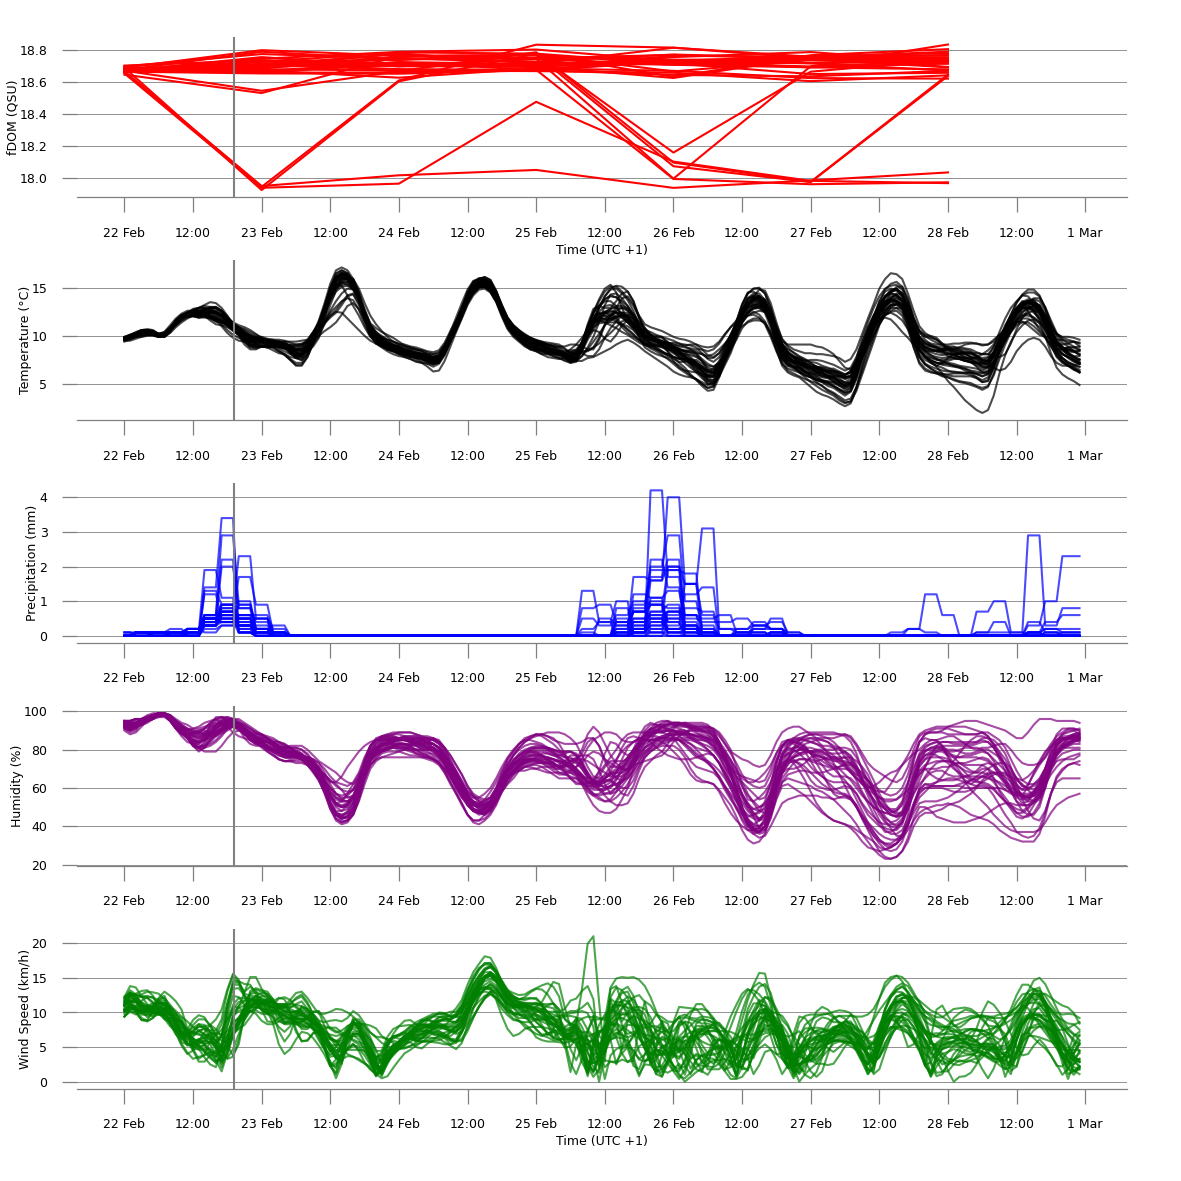 fDOM (QSU)
18.8
18.6
18.4
18.2
18.0
22 Feb 12:00 23 Feb 12:00 24 Feb 12:00 25 Feb 12:00 26 Feb 12:00 27 Feb 12:00 28 Feb 12:00 1 Mar
Time (UTC +1)
Temperature (°C)
15
10
5
22 Feb 12:00 23 Feb 12:00 24 Feb 12:00 25 Feb 12:00 26 Feb 12:00 27 Feb 12:00 28 Feb 12:00 1 Mar
Precipitation (mm)
4
3
2
1
0
22 Feb 12:00 23 Feb 12:00 24 Feb 12:00 25 Feb 12:00 26 Feb 12:00 27 Feb 12:00 28 Feb 12:00 1 Mar
Humidity (%)
100
80
60
40
20
22 Feb 12:00 23 Feb 12:00 24 Feb 12:00 25 Feb 12:00 26 Feb 12:00 27 Feb 12:00 28 Feb 12:00 1 Mar
Wind Speed (km/h)
20
15
10
5
0
22 Feb 12:00 23 Feb 12:00 24 Feb 12:00 25 Feb 12:00 26 Feb 12:00 27 Feb 12:00 28 Feb 12:00 1 Mar
Time (UTC +1)